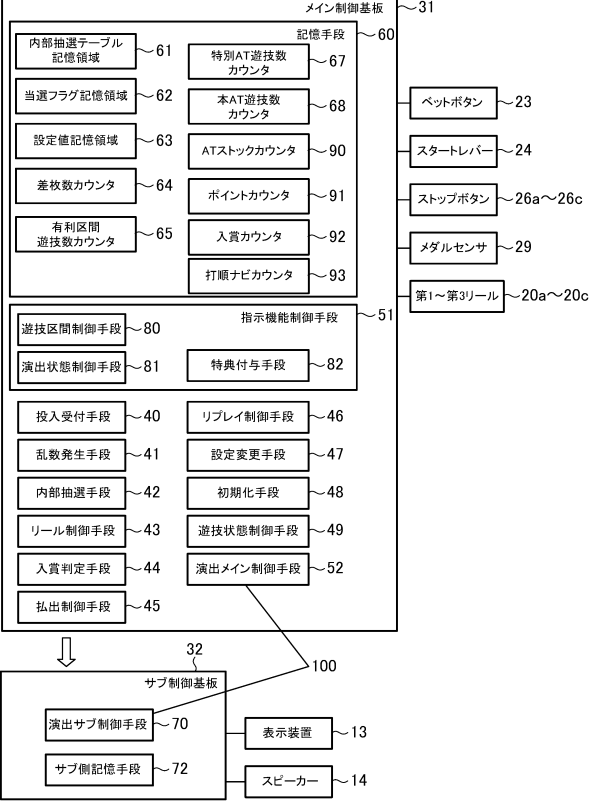 メイン制御基板 31
記憶手段 60
内部抽選テーブル
記憶領域 61
当選フラグ記憶領域 62
設定値記憶領域 63
差枚数カウンタ 64
有利区間
遊技数カウンタ 65
特別AT遊技数
カウンタ 67
本AT遊技数
カウンタ 68
ATストックカウンタ 90
ポイントカウンタ 91
入賞カウンタ 92
打順ナビカウンタ 93
指示機能制御手段 51
遊技区間制御手段 80
演出状態制御手段 81
特典付与手段 82
投入受付手段 40
乱数発生手段 41
内部抽選手段 42
リール制御手段 43
入賞判定手段 44
払出制御手段 45
リプレイ制御手段 46
設定変更手段 47
初期化手段 48
遊技状態制御手段 49
演出メイン制御手段 52
ベットボタン 23
スタートレバー 24
ストップボタン 26a~26c
メダルセンサ 29
第1~第3リール 20a~20c
100
32
サブ制御基板
演出サブ制御手段 70
サブ側記憶手段 72
表示装置 13
スピーカー 14